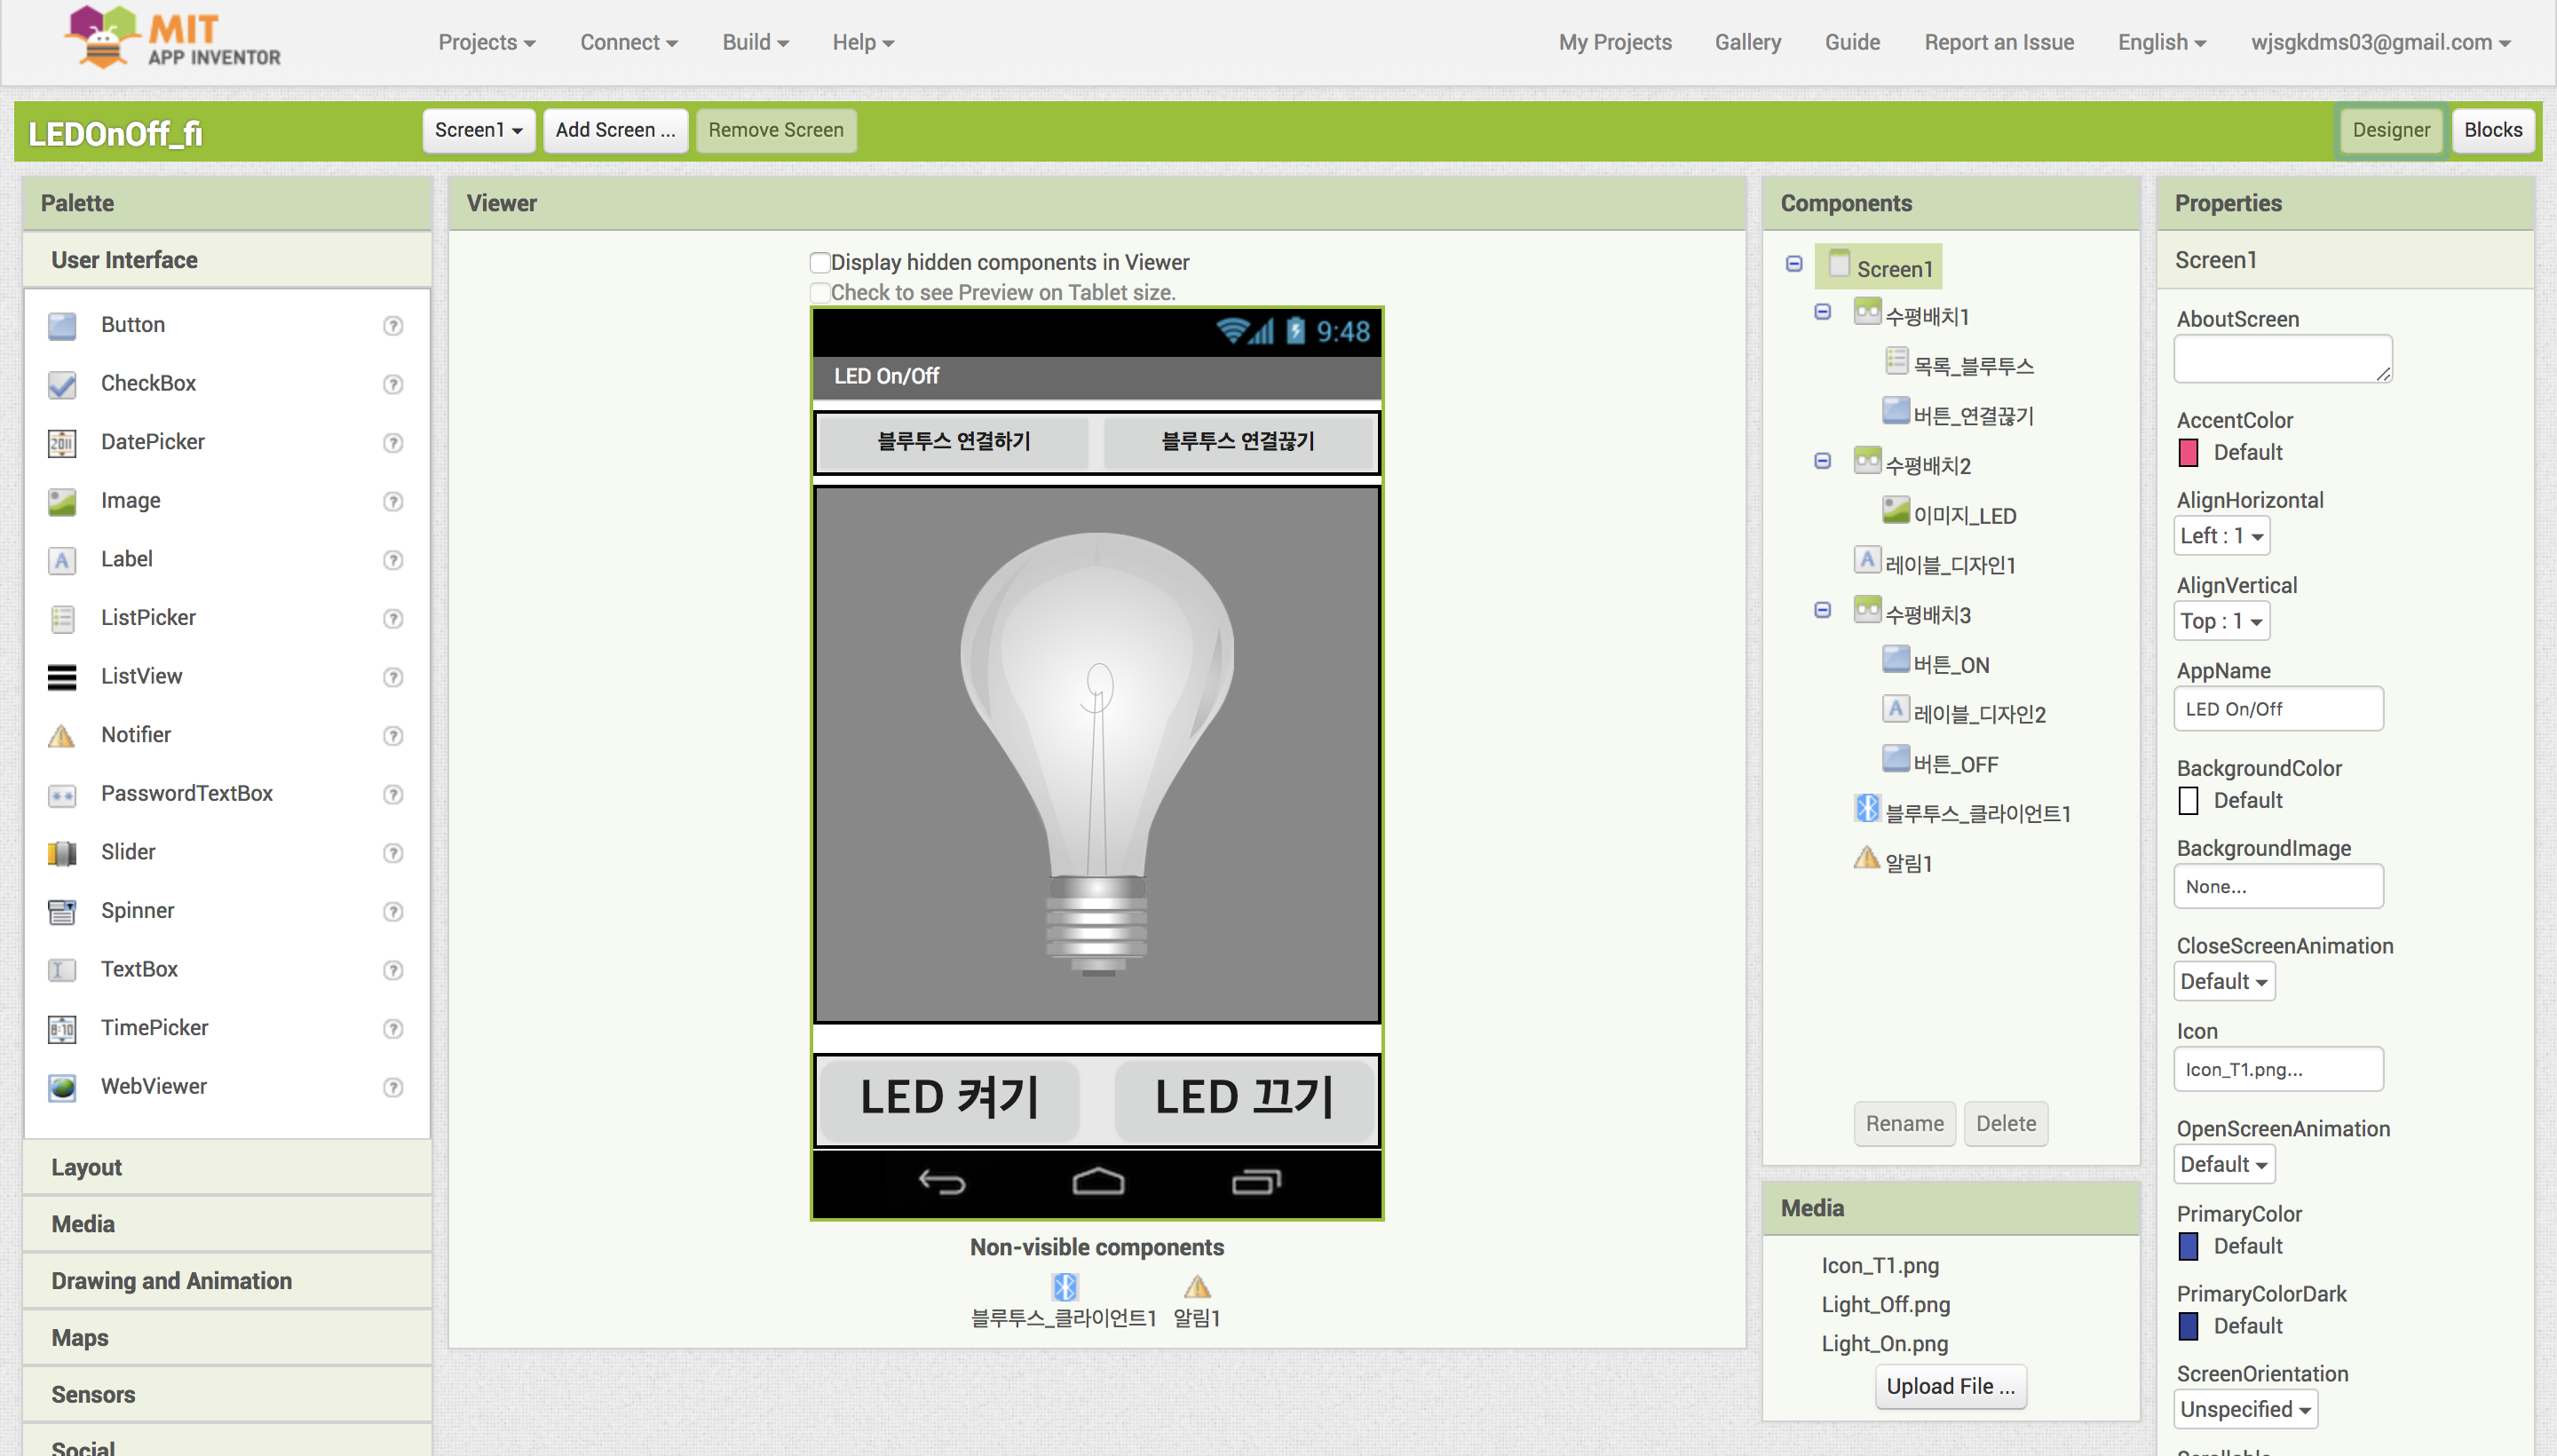 MIT
APP INVENTOR
Projects
Connect
Build
Help
My Projects
Gallery
Guide
Report an Issue
English
wjsgkdms03@gmail.com
LEDOnOff_fi
Screen1
Add Screen ...
Remove Screen
Designer
Blocks
Palette
User Interface
Button
CheckBox
DatePicker
Image
Label
ListPicker
ListView
Notifier
PasswordTextBox
Slider
Spinner
TextBox
TimePicker
WebViewer
Layout
Media
Drawing and Animation
Maps
Sensors
Social
Viewer
Display hidden components in Viewer
Check to see Preview on Tablet size.
9:48
LED On/Off
블루투스 연결하기
블루투스 연결끊기
LED 켜기
LED 끄기
Non-visible components
블루투스_클라이언트1
알림1
Components
Screen1
수평배치1
목록_블루투스
버튼_연결끊기
수평배치2
이미지_LED
레이블_디자인1
수평배치3
버튼_ON
레이블_디자인2
버튼_OFF
블루투스_클라이언트1
알림1
Rename
Delete
Media
Icon_T1.png
Light_Off.png
Light_On.png
Upload File ...
Properties
Screen1
AboutScreen
AccentColor
Default
AlignHorizontal
Left : 1
AlignVertical
Top : 1
AppName
LED On/Off
BackgroundColor
Default
BackgroundImage
None...
CloseScreenAnimation
Default
Icon
Icon_T1.png...
OpenScreenAnimation
Default
PrimaryColor
Default
PrimaryColorDark
Default
ScreenOrientation
Unspecified